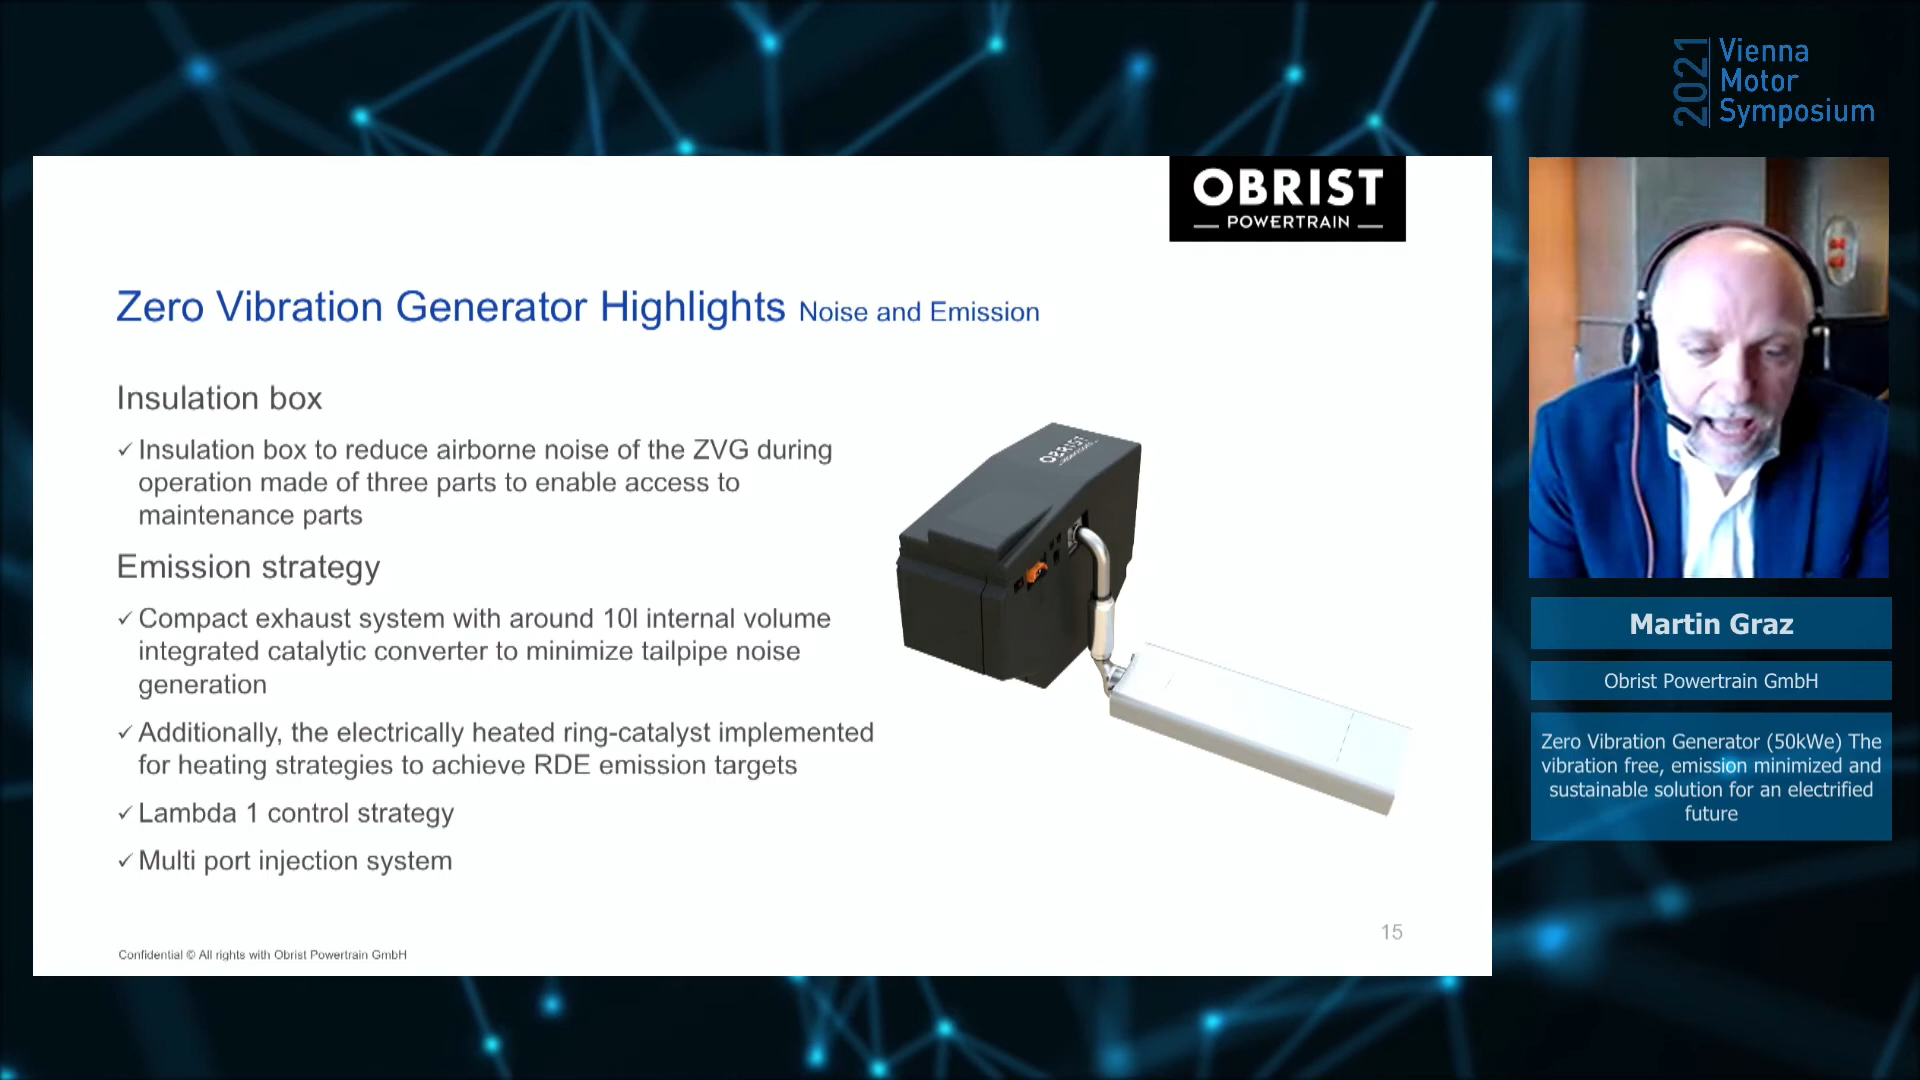 2021
Vienna
Motor
Symposium
OBRIST
POWERTRAIN
Zero Vibration Generator Highlights Noise and Emission
Insulation box
✓ Insulation box to reduce airborne noise of the ZVG during
operation made of three parts to enable access to
maintenance parts
Emission strategy
✓ Compact exhaust system with around 10l internal volume
integrated catalytic converter to minimize tailpipe noise
generation
✓ Additionally, the electrically heated ring-catalyst implemented
for heating strategies to achieve RDE emission targets
✓ Lambda 1 control strategy
✓ Multi port injection system
OBRIST
15
Confidential © All rights with Obrist Powertrain GmbH
Martin Graz
Obrist Powertrain GmbH
Zero Vibration Generator (50kWe) The
vibration free, emission minimized and
sustainable solution for an electrified
future